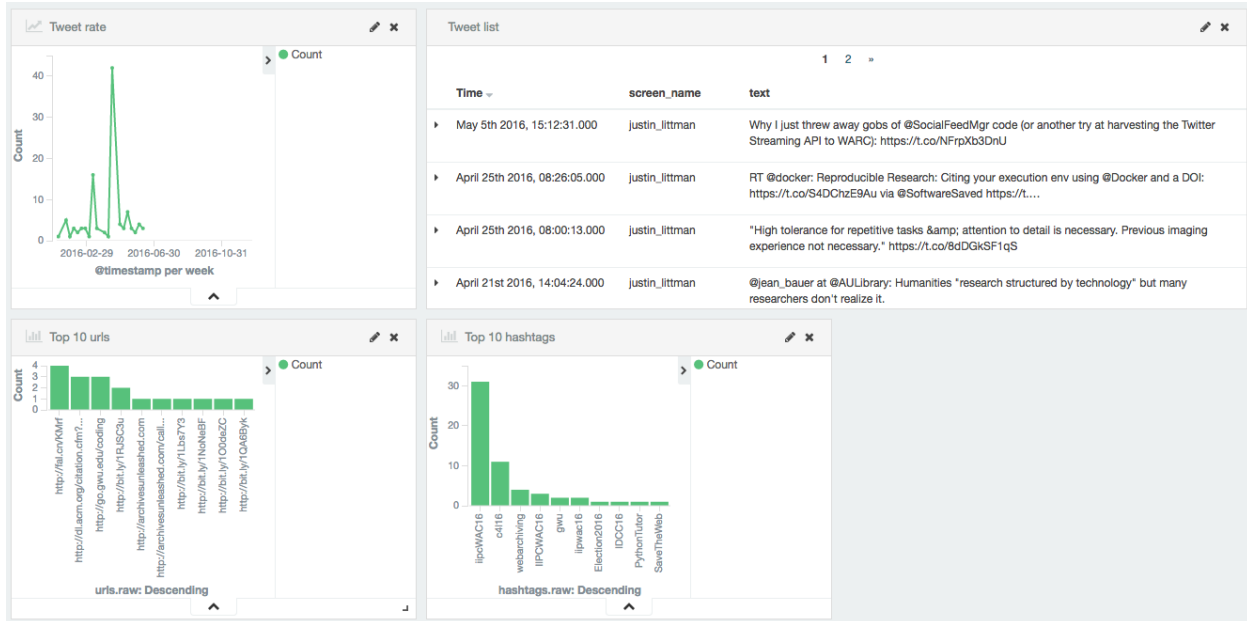 Tweet rate
Count
40
30
20
10
0
Count
2016-02-29 2016-06-30 2016-10-31
@timestamp per week
Tweet list
1 2 »
Time screen_name text
May 5th 2016, 15:12:31.000 justin_littman Why I just threw away gobs of @SocialFeedMgr code (or another try at harvesting the Twitter
Streaming API to WARC): https://t.co/NFrpXb3DnU
April 25th 2016, 08:26:05.000 justin_littman RT @docker: Reproducible Research: Citing your execution env using @Docker and a DOI:
https://t.co/S4DChzE9Au via @SoftwareSaved https://t.…
April 25th 2016, 08:00:13.000 justin_littman "High tolerance for repetitive tasks &amp; attention to detail is necessary. Previous imaging
experience not necessary." https://t.co/8dDGkSF1qS
April 21st 2016, 14:04:24.000 justin_littman @jean_bauer at @AULibrary: Humanities "research structured by technology" but many
researchers don't realize it.
Top 10 urls
Count
4
3
2
1
0
Count
http://fal.cn/KMrf
http://dl.acm.org/citation.cfm?...
http://go.gwu.edu/coding
http://bit.ly/1RJSC3u
http://archivesunleashed.com
http://archivesunleashed.com/call...
http://bit.ly/1Lbs7Y3
http://bit.ly/1NoNeBF
http://bit.ly/1O0deZC
http://bit.ly/1QA6Byk
urls.raw: Descending
Top 10 hashtags
Count
30
20
10
0
Count
iipcWAC16
c4l16
webarchiving
IIPCWAC16
gwu
iipwac16
Election2016
IDCC16
PythonTutor
SaveTheWeb
hashtags.raw: Descending